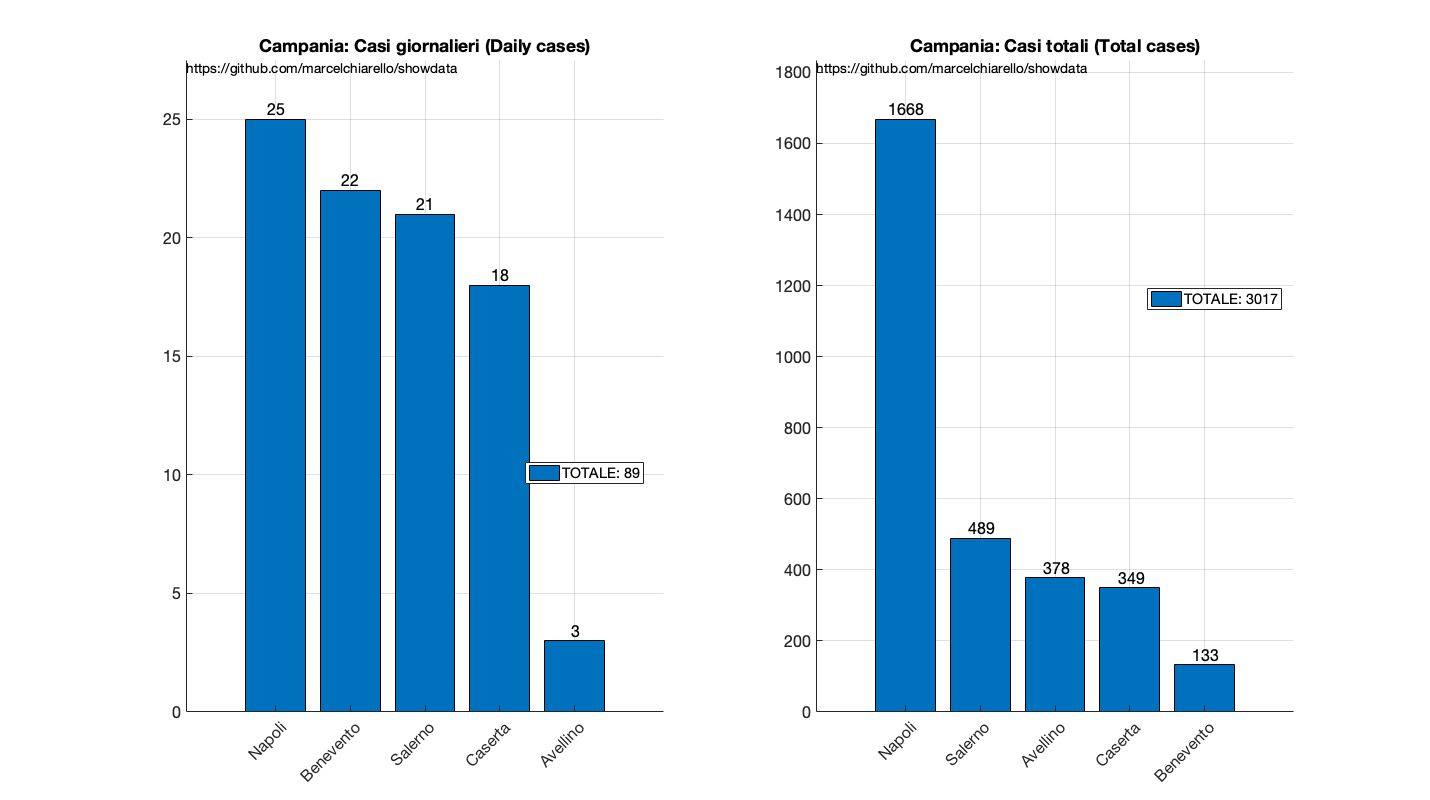 Campania: Casi giornalieri (Daily cases)
https://github.com/marcelchiarello/showdata
25
20
15
10
5
0
25
22
21
18
3
TOTALE: 89
Napoli
Benevento
Salerno
Caserta
Avellino
Campania: Casi totali (Total cases)
https://github.com/marcelchiarello/showdata
1800
1600
1400
1200
1000
800
600
400
200
0
1668
489
378
349
133
TOTALE: 3017
Napoli
Salerno
Avellino
Caserta
Benevento